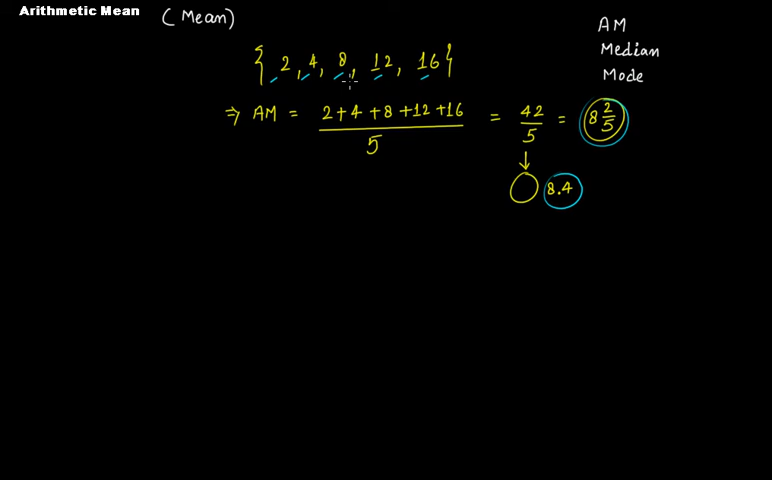 Arithmetic Mean
(Mean)
AM
Median
Mode
{2, 4, 8, 12, 16}
⇒ AM = (2+4+8+12+16)/5 = 42/5 = 8 2/5
↓
8.4